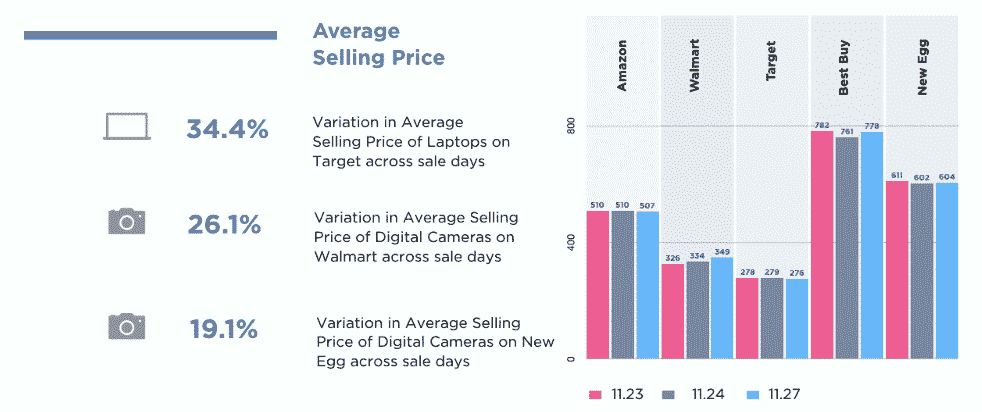 Average
Selling Price
34.4%
Variation in Average
Selling Price of Laptops on
Target across sale days
26.1%
Variation in Average Selling
Price of Digital Cameras on
Walmart across sale days
19.1%
Variation in Average Selling
Price of Digital Cameras on New
Egg across sale days
Amazon
Walmart
Target
Best Buy
New Egg
800
400
0
510 510 507
326 334 349
278 279 276
782 761 778
611 602 604
11.23 11.24 11.27